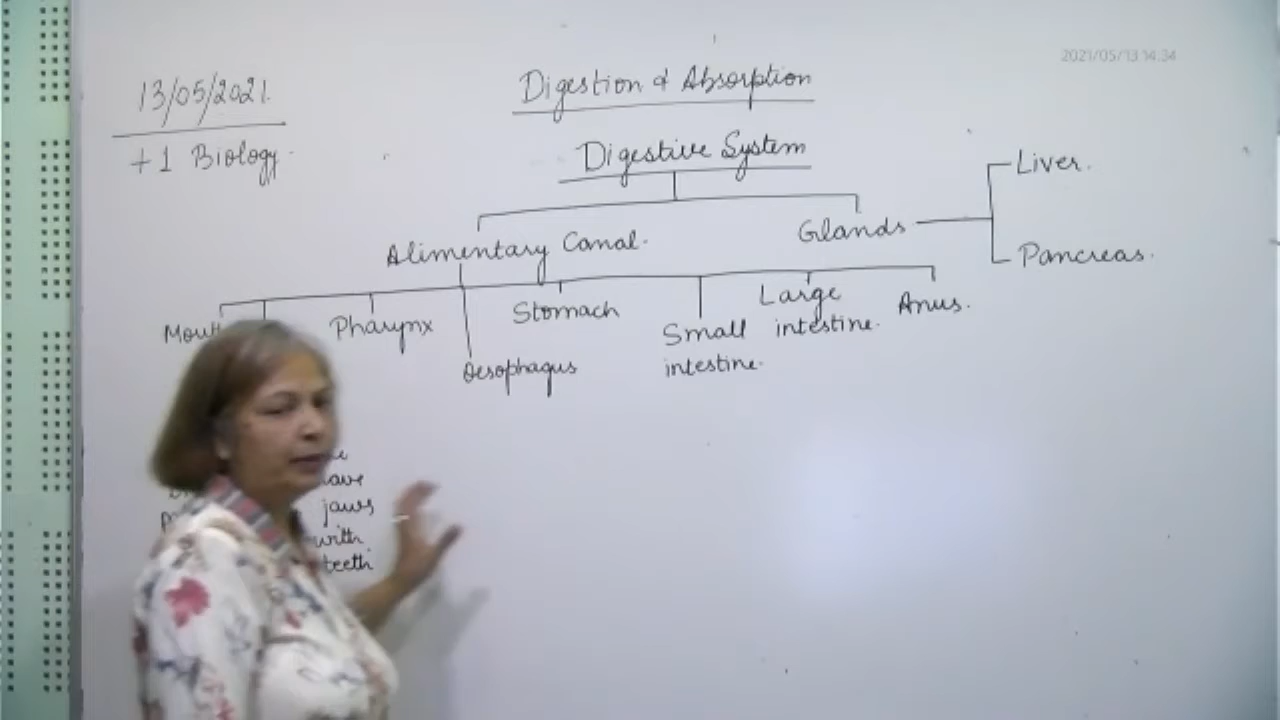 2021/05/13 14:34
13/05/2021.
+1 Biology.
Digestion & Absorption
Digestive System
Alimentary Canal.
Glands
Liver.
Pancreas.
Pharynx
Oesophagus
Stomach
Small
intestine.
Large
intestine.
Anus.
jaws
with
teeth